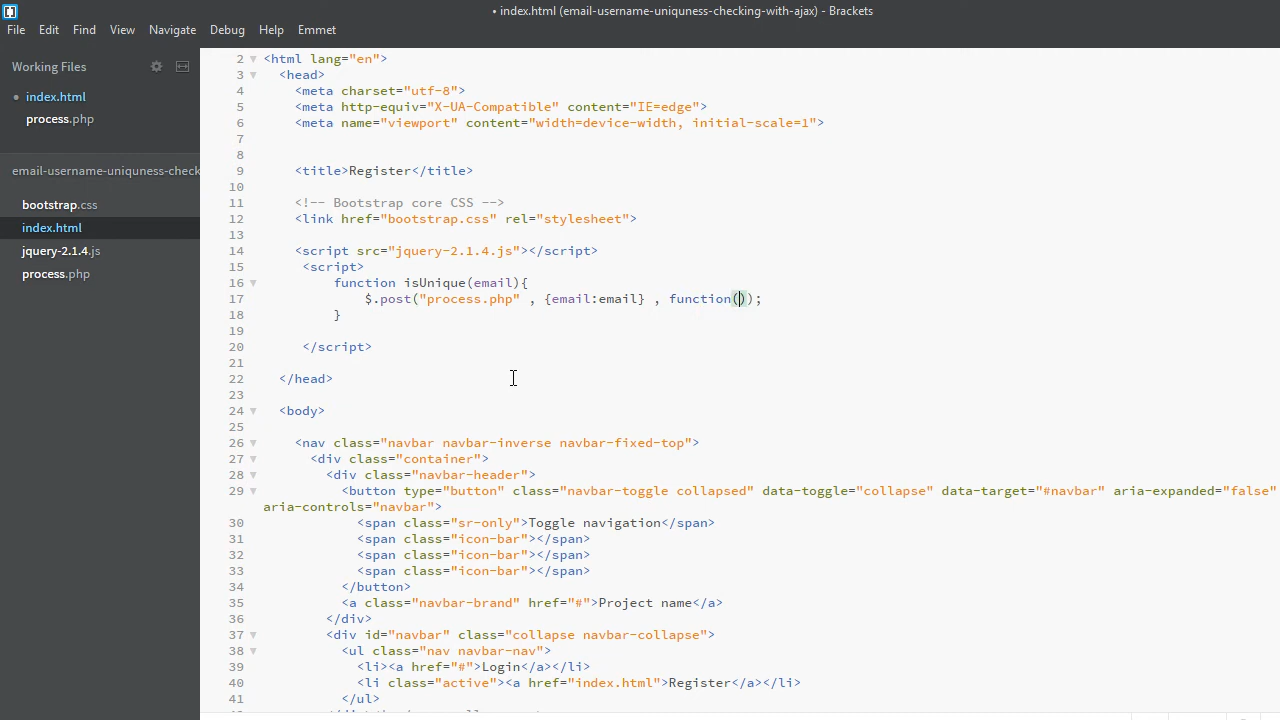 • index.html (email-username-uniquness-checking-with-ajax) - Brackets
File Edit Find View Navigate Debug Help Emmet
Working Files
• index.html
process.php
email-username-uniquness-check
bootstrap.css
index.html
jquery-2.1.4.js
process.php
2 <html lang="en">
3 <head>
4 <meta charset="utf-8">
5 <meta http-equiv="X-UA-Compatible" content="IE=edge">
6 <meta name="viewport" content="width=device-width, initial-scale=1">
7
8
9 <title>Register</title>
10
11 <!-- Bootstrap core CSS -->
12 <link href="bootstrap.css" rel="stylesheet">
13
14 <script src="jquery-2.1.4.js"></script>
15 <script>
16 function isUnique(email){
17 $.post("process.php" , {email:email} , function());
18 }
19
20 </script>
21
22 </head>
23
24 <body>
25
26 <nav class="navbar navbar-inverse navbar-fixed-top">
27 <div class="container">
28 <div class="navbar-header">
29 <button type="button" class="navbar-toggle collapsed" data-toggle="collapse" data-target="#navbar" aria-expanded="false"
aria-controls="navbar">
30 <span class="sr-only">Toggle navigation</span>
31 <span class="icon-bar"></span>
32 <span class="icon-bar"></span>
33 <span class="icon-bar"></span>
34 </button>
35 <a class="navbar-brand" href="#">Project name</a>
36 </div>
37 <div id="navbar" class="collapse navbar-collapse">
38 <ul class="nav navbar-nav">
39 <li><a href="#">Login</a></li>
40 <li class="active"><a href="index.html">Register</a></li>
41 </ul>